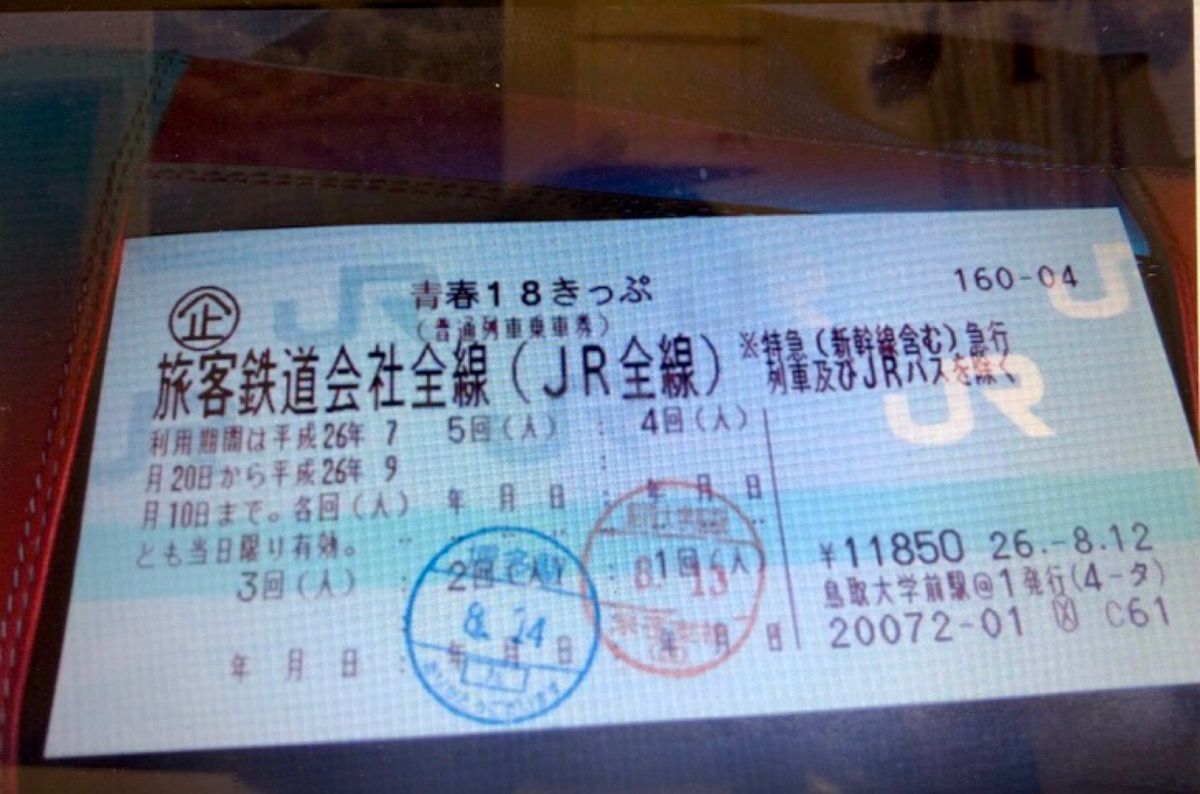 企
青春18きっぷ
160-04
(普通列車乗車券)
旅客鉄道会社全線(JR全線)
※特急(新幹線含む)急行
列車及びJRバスを除く
利用期間は平成26年 7
月20日から平成26年 9
月10日まで。各回(人)
とも当日限り有効。
5回(人) : 4回(人)
年 月 日 : 年 月 日
3回(人) : 2回(人) : 1回(人)
8. 14
8. 13
年 月 日 : 年 月 日 : 年 月 日
¥11850 26.-8.12
鳥取大学前駅@1発行(4-タ)
20072-01 C61
JR
JR